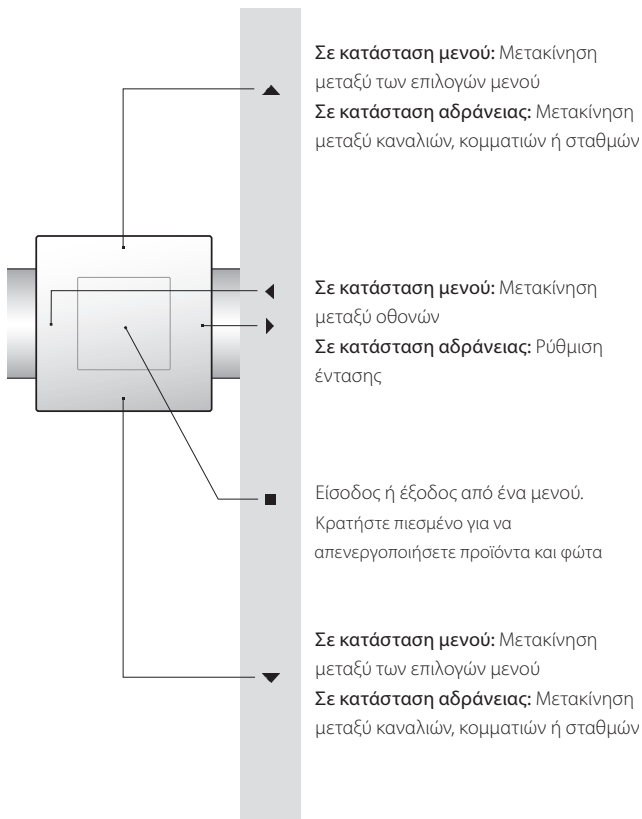 Σε κατάσταση μενού: Μετακίνηση
μεταξύ των επιλογών μενού
Σε κατάσταση αδράνειας: Μετακίνηση
μεταξύ καναλιών, κομματιών ή σταθμών
Σε κατάσταση μενού: Μετακίνηση
μεταξύ οθονών
Σε κατάσταση αδράνειας: Ρύθμιση
έντασης
Είσοδος ή έξοδος από ένα μενού.
Κρατήστε πιεσμένο για να
απενεργοποιήσετε προϊόντα και φώτα
Σε κατάσταση μενού: Μετακίνηση
μεταξύ των επιλογών μενού
Σε κατάσταση αδράνειας: Μετακίνηση
μεταξύ καναλιών, κομματιών ή σταθμών